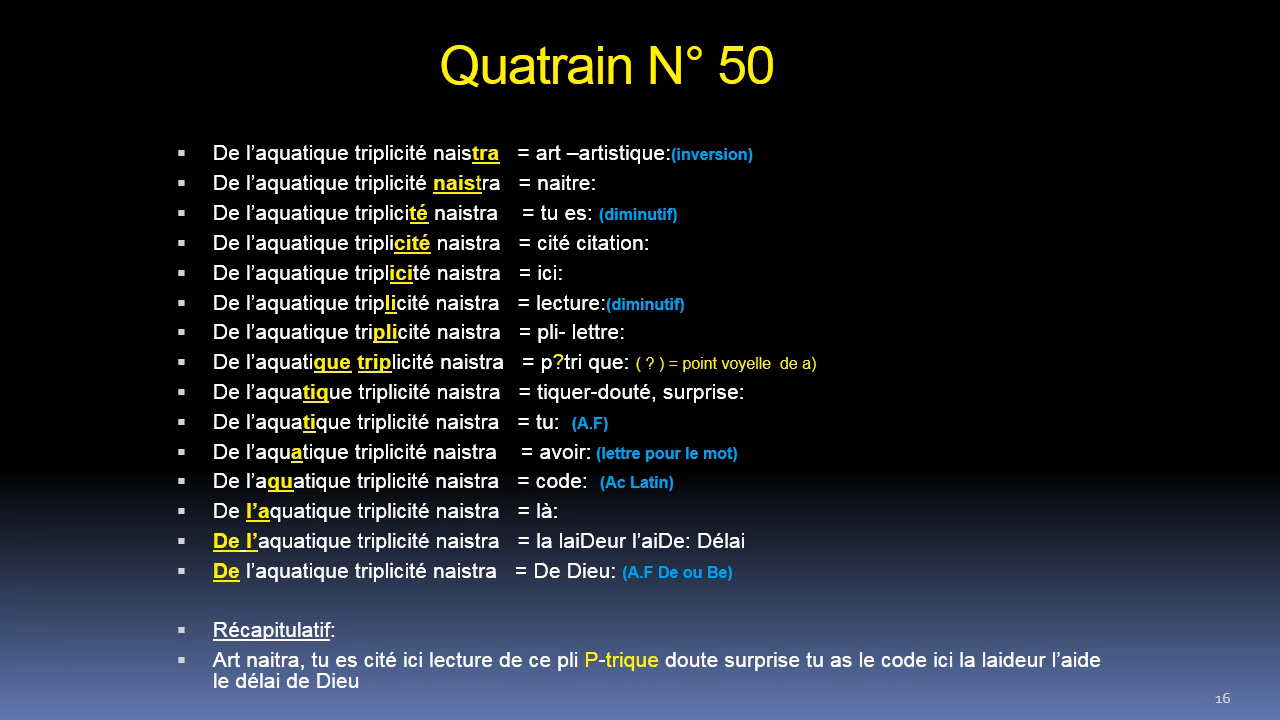 Quatrain N° 50
De l’aquatique triplicité naistra = art –artistique:(inversion)
De l’aquatique triplicité naistra = naitre:
De l’aquatique triplicité naistra = tu es: (diminutif)
De l’aquatique triplicité naistra = cité citation:
De l’aquatique triplicité naistra = ici:
De l’aquatique triplicité naistra = lecture:(diminutif)
De l’aquatique triplicité naistra = pli- lettre:
De l’aquatique triplicité naistra = p?tri que: ( ? ) = point voyelle de a)
De l’aquatique triplicité naistra = tiquer-douté, surprise:
De l’aquatique triplicité naistra = tu: (A.F)
De l’aquatique triplicité naistra = avoir: (lettre pour le mot)
De l’aquatique triplicité naistra = code: (Ac Latin)
De l’aquatique triplicité naistra = là:
De l’aquatique triplicité naistra = la laiDeur l’aiDe: Délai
De l’aquatique triplicité naistra = De Dieu: (A.F De ou Be)
Récapitulatif:
Art naitra, tu es cité ici lecture de ce pli P-trique doute surprise tu as le code ici la laideur l’aide
le délai de Dieu
16